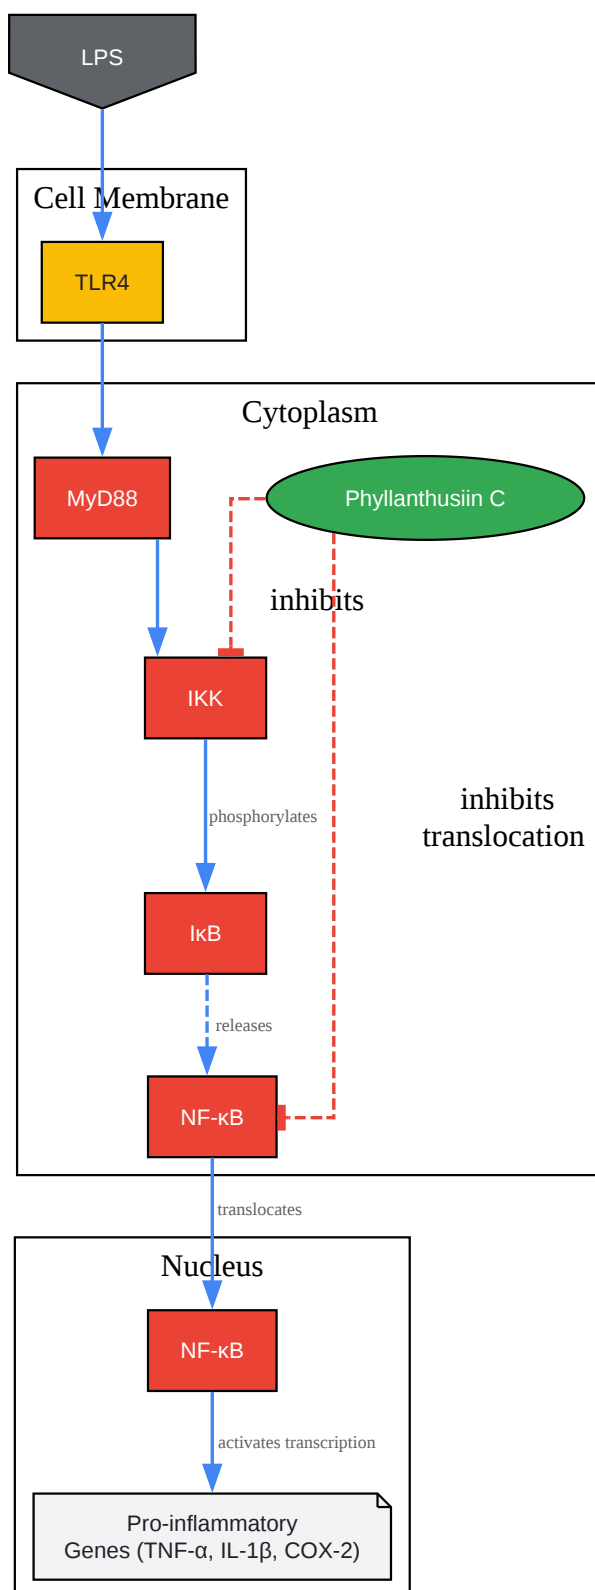 LPS
Cell Membrane
TLR4
Cytoplasm
MyD88
Phyllanthusiin C
inhibits
IKK
phosphorylates
inhibits
translocation
IκB
releases
NF-κB
translocates
Nucleus
NF-κB
activates transcription
Pro-inflammatory
Genes (TNF-α, IL-1β, COX-2)